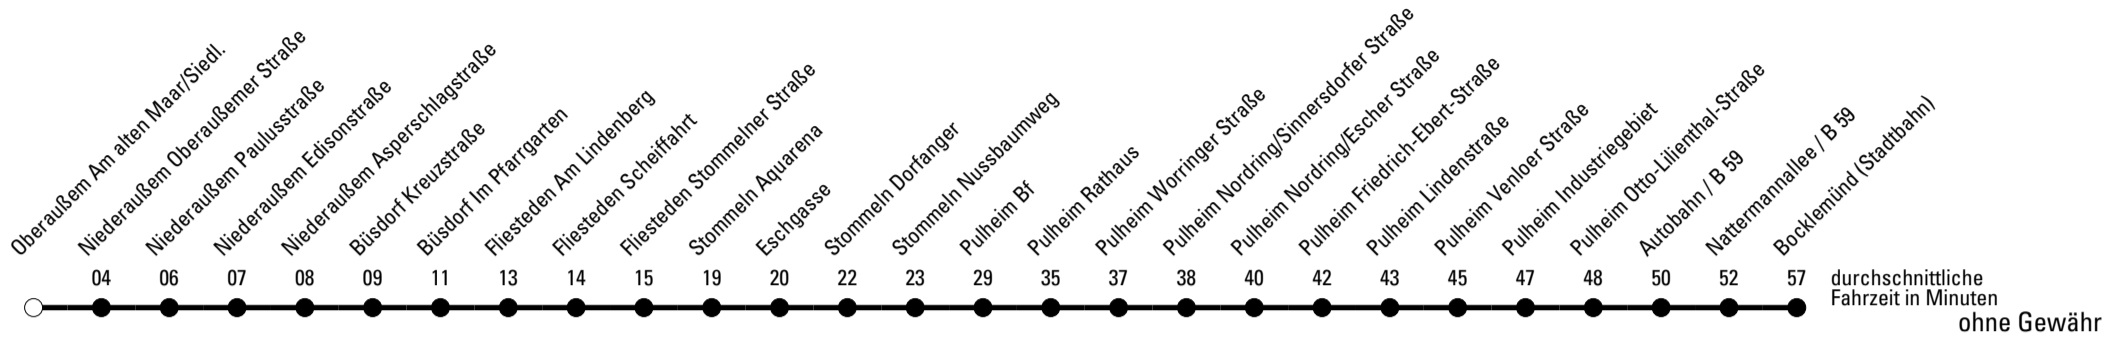 Oberaußem Am alten Maar/Siedl.
Niederaußem Oberaußemer Straße
Niederaußem Paulusstraße
Niederaußem Edisonstraße
Niederaußem Asperschlagstraße
Büsdorf Kreuzstraße
Büsdorf Im Pfarrgarten
Fliesteden Am Lindenberg
Fliesteden Scheiffahrt
Fliesteden Stommelner Straße
Stommeln Aquarena
Eschgasse
Stommeln Dorfanger
Stommeln Nussbaumweg
Pulheim Bf
Pulheim Rathaus
Pulheim Worringer Straße
Pulheim Nordring/Sinnersdorfer Straße
Pulheim Nordring/Escher Straße
Pulheim Friedrich-Ebert-Straße
Pulheim Lindenstraße
Pulheim Venloer Straße
Pulheim Industriegebiet
Pulheim Otto-Lilienthal-Straße
Autobahn / B 59
Nattermannallee / B 59
Bocklemünd (Stadtbahn)
04 06 07 08 09 11 13 14 15 19 20 22 23 29 35 37 38 40 42 43 45 47 48 50 52 57
durchschnittliche
Fahrzeit in Minuten
ohne Gewähr